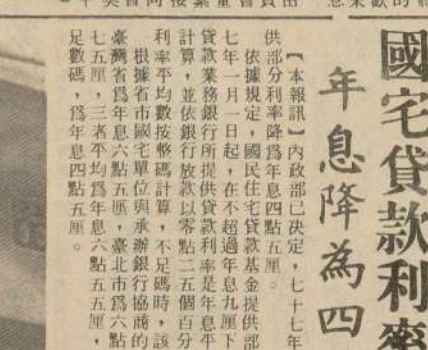 國宅貸款利率
年息降為四
【本報訊】內政部已決定,七十七年
供部分利率降爲年息四點五厘。
依據規定,國民住宅貸款基金提供部
七年一月一日起,在不超過年息九厘下
貸款業務銀行所提供貸款利率是年息平
計算,並依銀行放款以零點二五個百分
利率平均數按整碼計算,不足碼時,該
根據省市國宅單位與承辦銀行協商的
臺灣省爲年息六點五厘,臺北市爲六點
七五厘,三者平均爲年息六點五五厘,
足數碼,爲年息四點五厘。